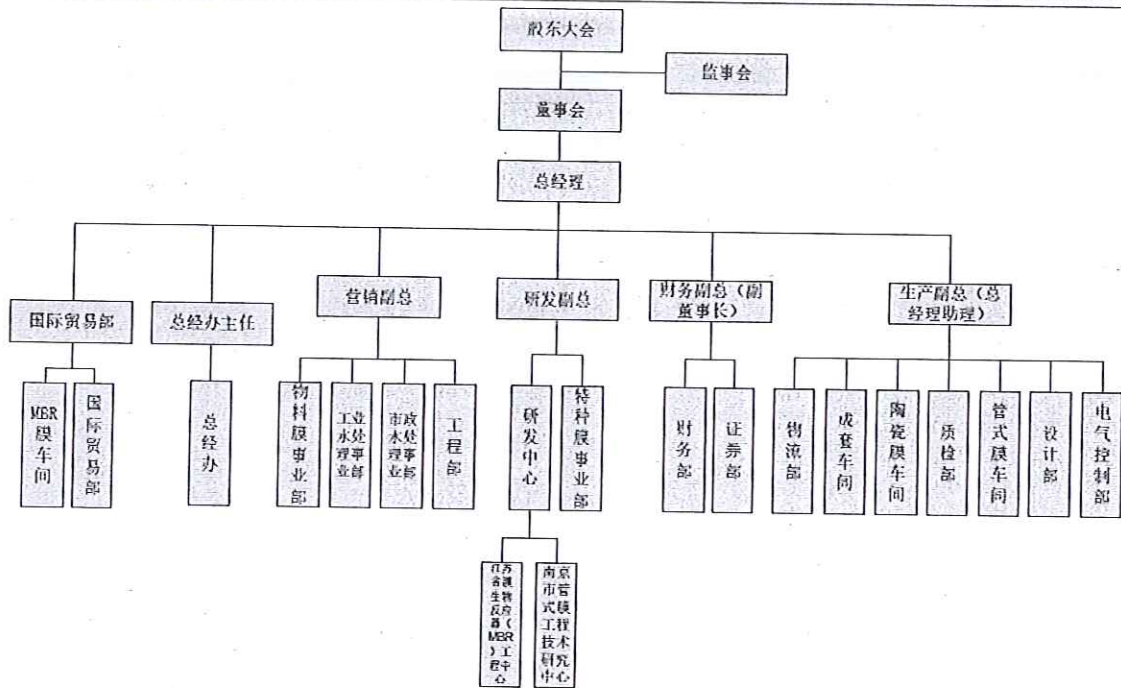 股东大会
监事会
董事会
总经理
国际贸易部
总经办主任
营销副总
研发副总
财务副总（副
董事长）
生产副总（总
经理助理）
MBR膜车间
国际贸易部
总经办
物料膜事业部
工业水处理事业部
市政水处理事业部
工程部
研发中心
特种膜事业部
财务部
证券部
物流部
成套车间
陶瓷膜车间
质检部
管式膜车间
设计部
电气控制部
江苏省膜生物反应器（MBR）工程中心
南京市管式膜工程技术研究中心